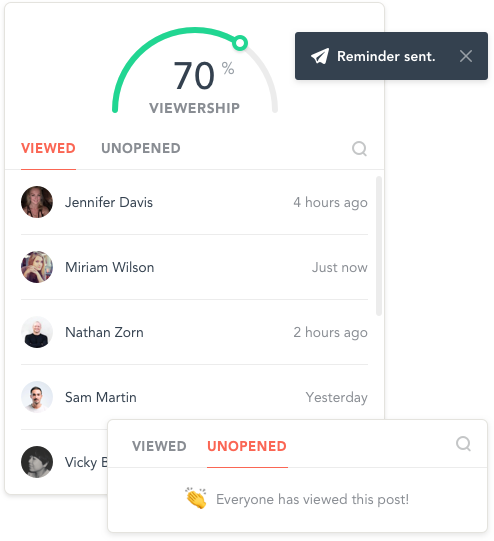 70 %
VIEWERSHIP
Reminder sent.
VIEWED UNOPENED
Jennifer Davis 4 hours ago
Miriam Wilson Just now
Nathan Zorn 2 hours ago
Sam Martin Yesterday
Vicky
VIEWED UNOPENED
Everyone has viewed this post!